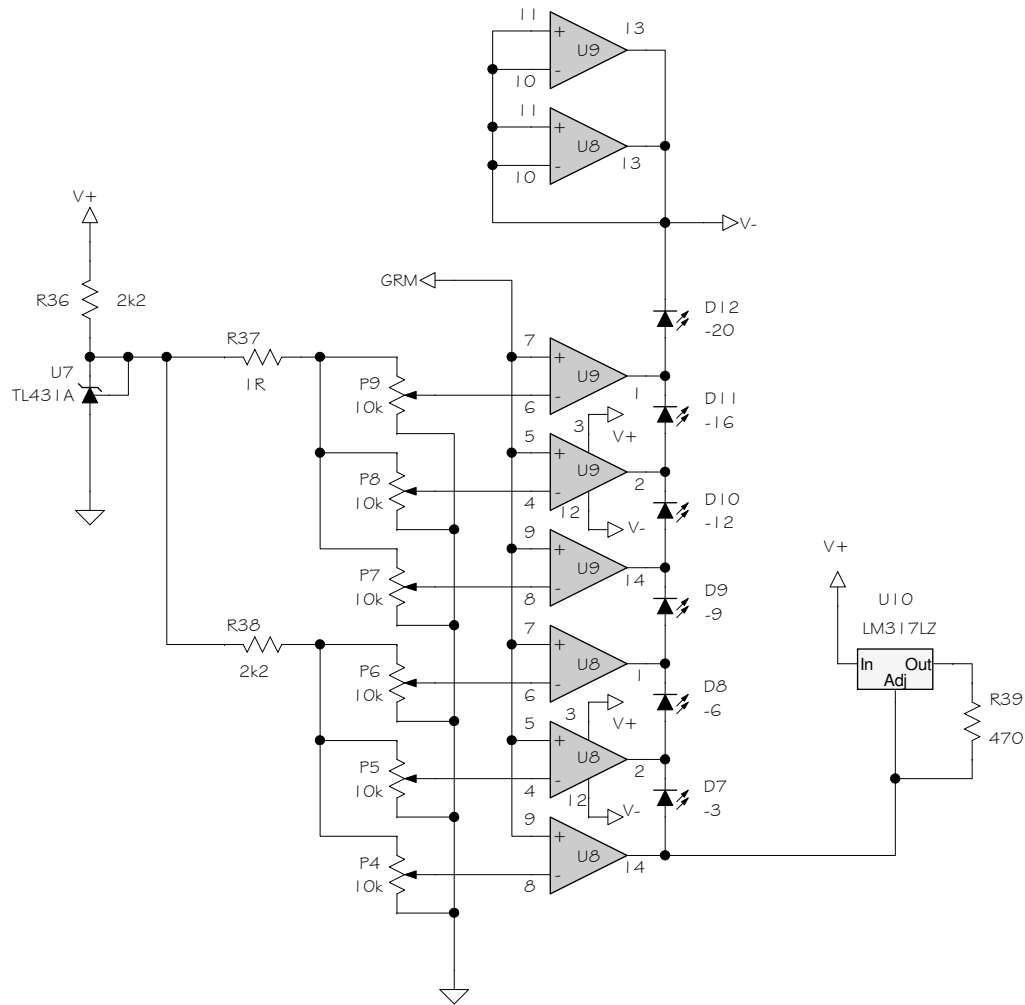 11
+
13
U9
10
-
11
+
U8
13
10
-
V+
V-
GRM
R36 2k2
D12
-20
R37
7
+
U7
TL431A
1R
P9
10k
U9
6
-
1
D11
-16
3
V+
5
+
P8
10k
U9
2
4
-
12
V-
D10
-12
9
+
V+
P7
10k
U9
14
8
-
D9
-9
U10
LM317LZ
R38
2k2
7
+
In Out
Adj
P6
10k
U8
1
6
-
D8
-6
R39
470
3
V+
5
+
P5
10k
U8
2
4
-
12
V-
D7
-3
9
+
P4
10k
U8
14
8
-